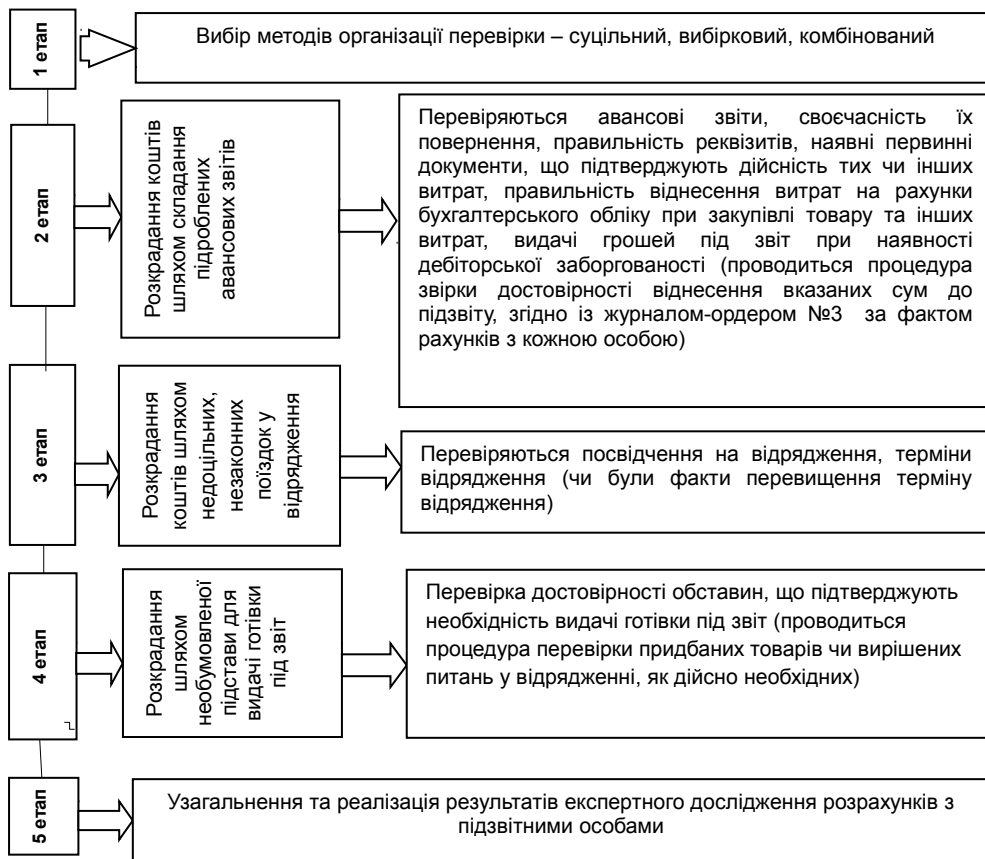 1 етап
Вибір методів організації перевірки – суцільний, вибірковий, комбінований
2 етап
Розкрадання коштів
шляхом складання
підроблених
авансових звітів
Перевіряються авансові звіти, своєчасність їх
повернення, правильність реквізитів, наявні первинні
документи, що підтверджують дійсність тих чи інших
витрат, правильність віднесення витрат на рахунки
бухгалтерського обліку при закупівлі товару та інших
витрат, видачі грошей під звіт при наявності
дебіторської заборгованості (проводиться процедура
звірки достовірності віднесення вказаних сум до
підзвіту, згідно із журналом-ордером №3 за фактом
рахунків з кожною особою)
3 етап
Розкрадання
коштів шляхом
недоцільних,
незаконних
поїздок у
відрядження
Перевіряються посвідчення на відрядження, терміни
відрядження (чи були факти перевищення терміну
відрядження)
4 етап
Розкрадання
шляхом
необумовленої
підстави для
видачі готівки
під звіт
Перевірка достовірності обставин, що підтверджують
необхідність видачі готівки під звіт (проводиться
процедура перевірки придбаних товарів чи вирішених
питань у відрядженні, як дійсно необхідних)
5 етап
Узагальнення та реалізація результатів експертного дослідження розрахунків з
підзвітними особами